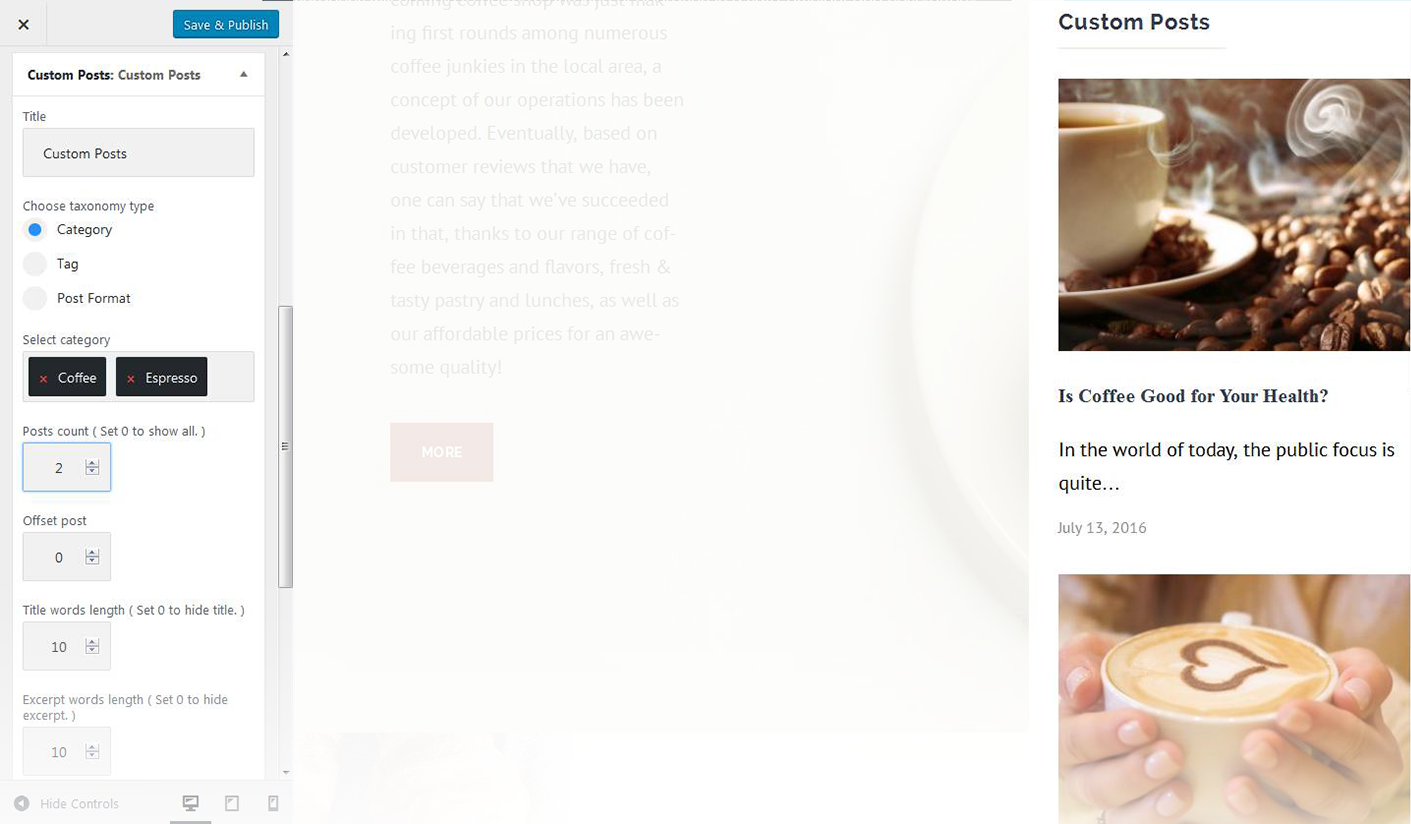 ×
Save & Publish
Custom Posts: Custom Posts
Title
Custom Posts
Choose taxonomy type
Category
Tag
Post Format
Select category
× Coffee × Espresso
Posts count ( Set 0 to show all. )
2
Offset post
0
Title words length ( Set 0 to hide title. )
10
Excerpt words length ( Set 0 to hide
excerpt. )
10
Hide Controls
coming coffee shop was just mak-
ing first rounds among numerous
coffee junkies in the local area, a
concept of our operations has been
developed. Eventually, based on
customer reviews that we have,
one can say that we've succeeded
in that, thanks to our range of cof-
fee beverages and flavors, fresh &
tasty pastry and lunches, as well as
our affordable prices for an awe-
some quality!
MORE
Custom Posts
Is Coffee Good for Your Health?
In the world of today, the public focus is
quite…
July 13, 2016